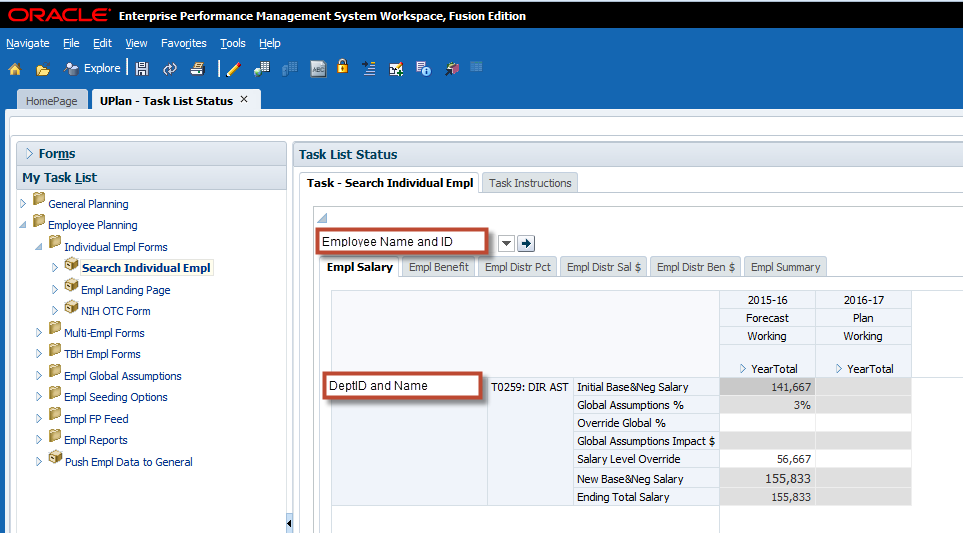 ORACLE® Enterprise Performance Management System Workspace, Fusion Edition
Navigate File Edit View Favorites Tools Help
Explore ABC
HomePage UPlan - Task List Status ×
Forms
My Task List
General Planning
Employee Planning
Individual Empl Forms
Search Individual Empl
Empl Landing Page
NIH OTC Form
Multi-Empl Forms
TBH Empl Forms
Empl Global Assumptions
Empl Seeding Options
Empl FP Feed
Empl Reports
Push Empl Data to General
Task List Status
Task - Search Individual Empl Task Instructions
Employee Name and ID
Empl Salary Empl Benefit Empl Distr Pct Empl Distr Sal $ Empl Distr Ben $ Empl Summary
2015-16 2016-17
Forecast Plan
Working Working
YearTotal YearTotal
DeptID and Name T0259: DIR AST Initial Base&Neg Salary 141,667
Global Assumptions % 3%
Override Global %
Global Assumptions Impact $
Salary Level Override 56,667
New Base&Neg Salary 155,833
Ending Total Salary 155,833